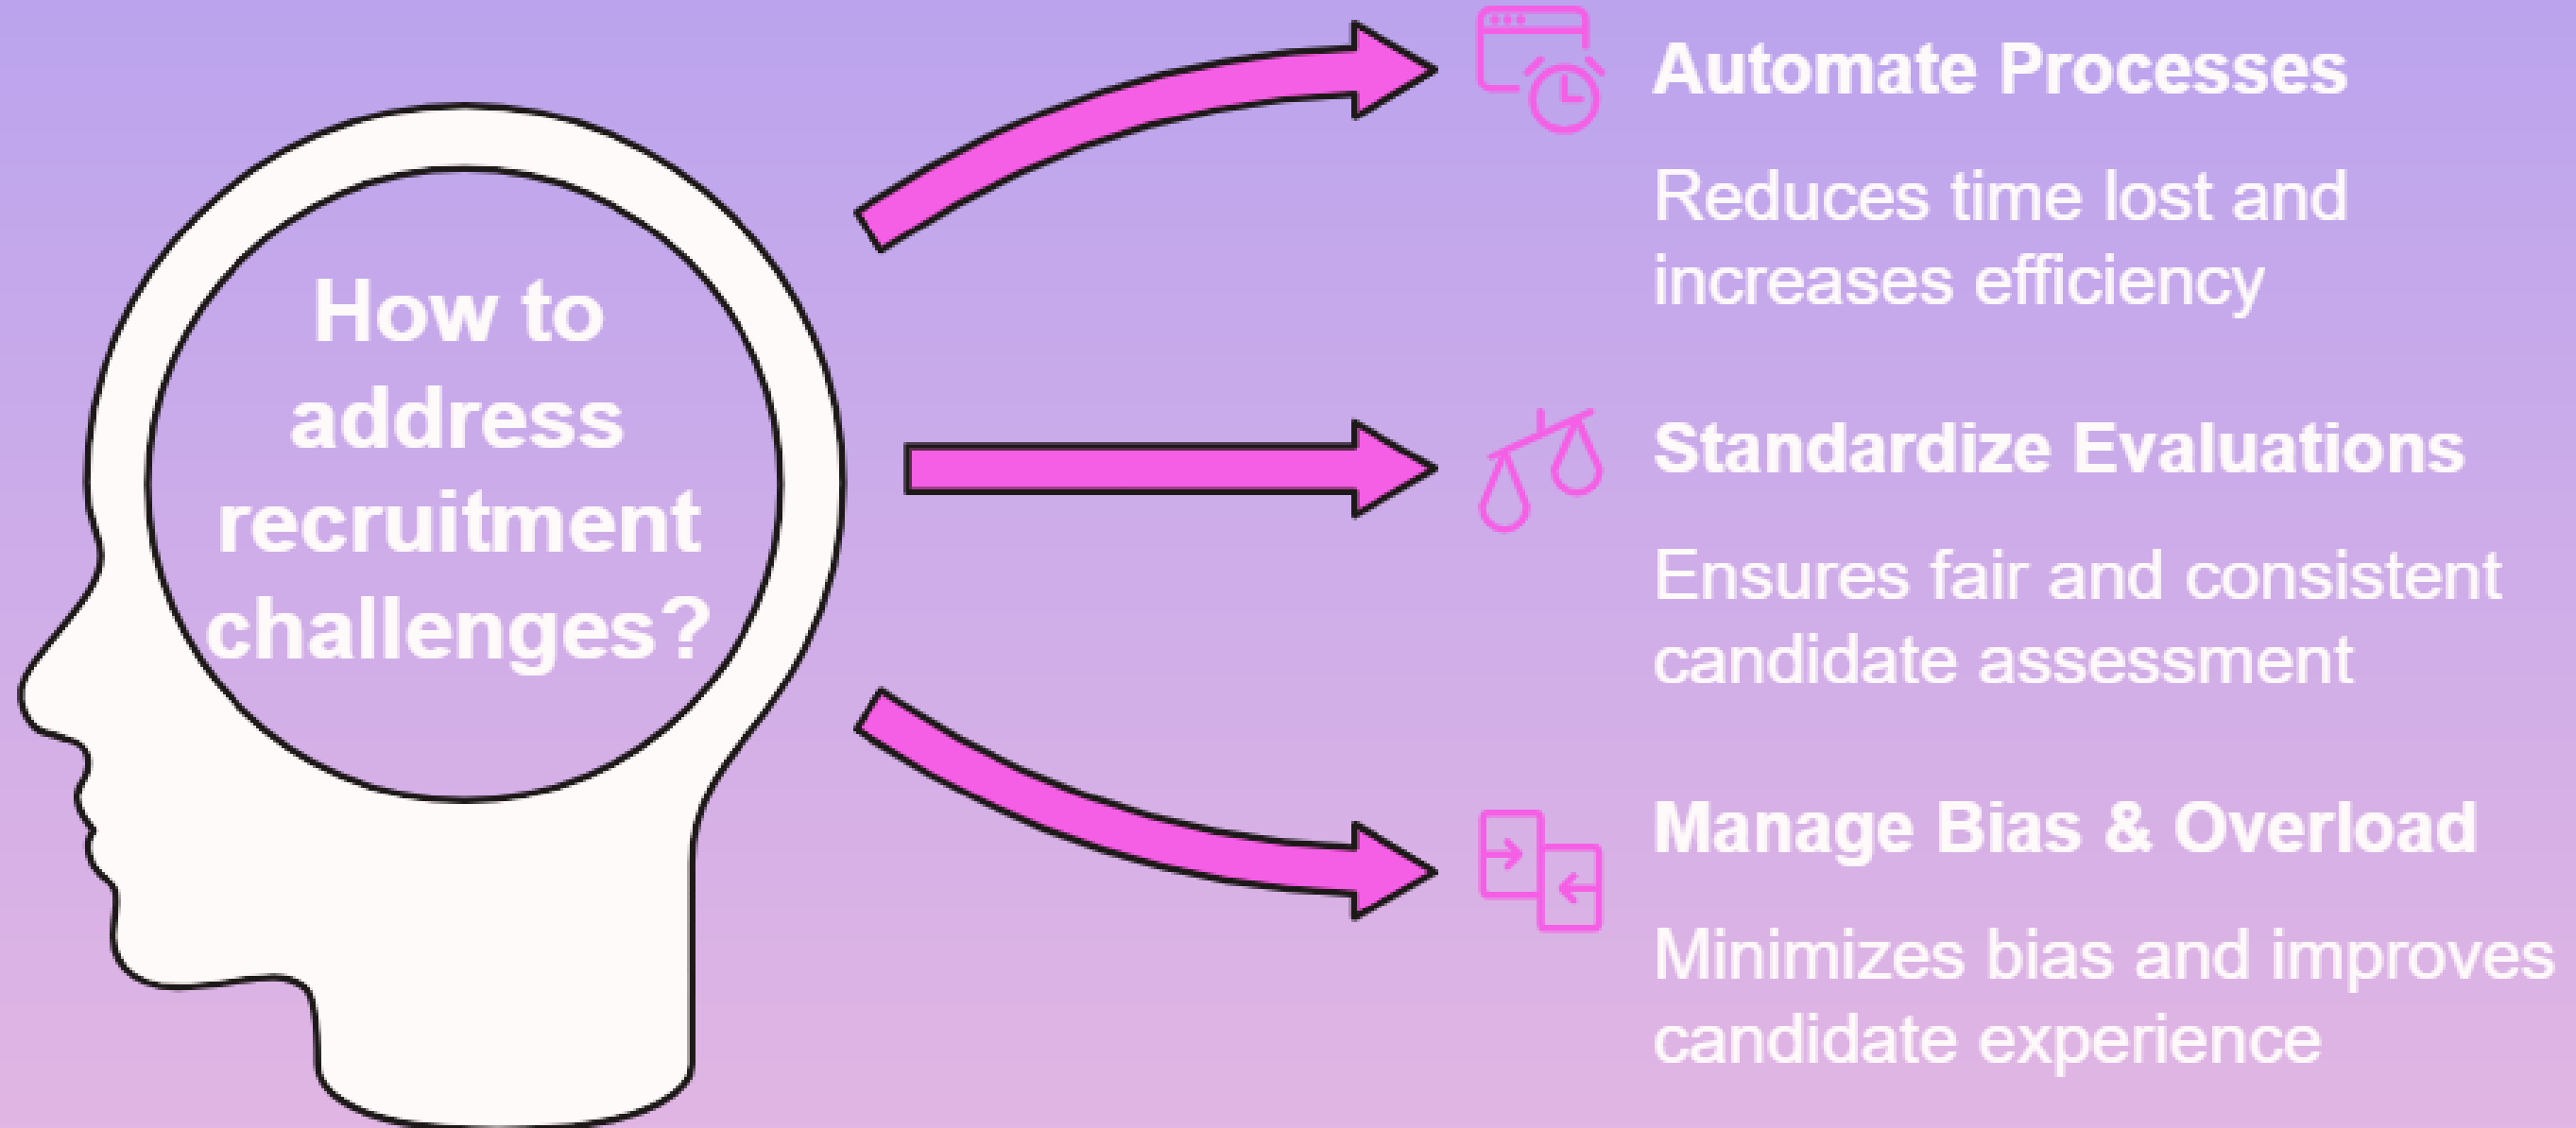 How to
address
recruitment
challenges?
Automate Processes
Reduces time lost and
increases efficiency
Standardize Evaluations
Ensures fair and consistent
candidate assessment
Manage Bias & Overload
Minimizes bias and improves
candidate experience